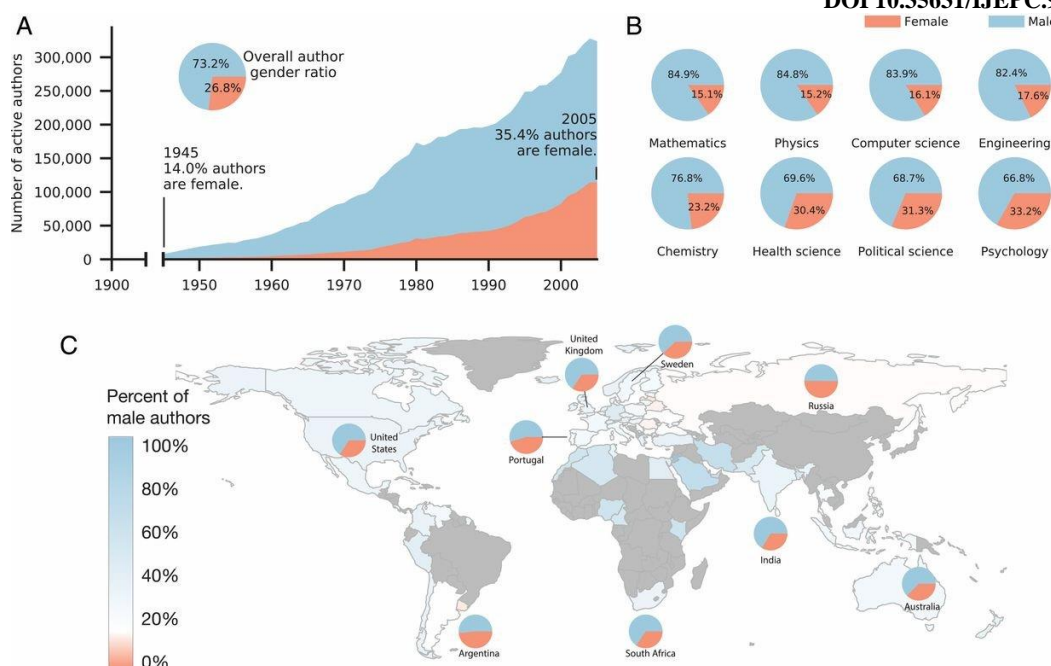 DOI 10.35631/IJEPC.9
A
73.2%
26.8%
Overall author
gender ratio
Number of active authors
300,000
250,000
200,000
150,000
100,000
50,000
0
1945
14.0% authors
are female.
2005
35.4% authors
are female.
1900
1950
1960
1970
1980
1990
2000
B
Female
Male
84.9%
15.1%
Mathematics
84.8%
15.2%
Physics
83.9%
16.1%
Computer science
82.4%
17.6%
Engineering
76.8%
23.2%
Chemistry
69.6%
30.4%
Health science
68.7%
31.3%
Political science
66.8%
33.2%
Psychology
C
Percent of
male authors
100%
80%
60%
40%
20%
0%
United
States
United
Kingdom
Sweden
Russia
Portugal
India
Australia
Argentina
South Africa